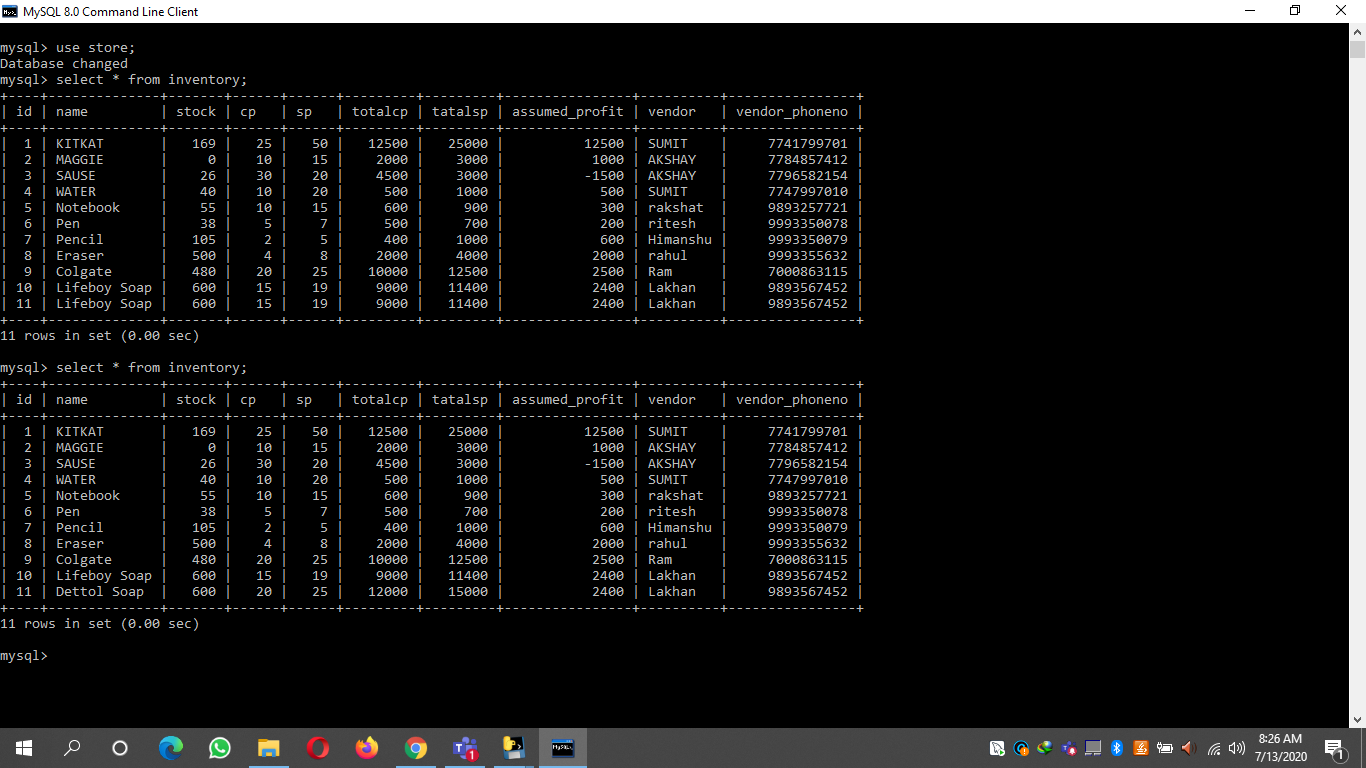 MySQL 8.0 Command Line Client
mysql> use store;
Database changed
mysql> select * from inventory;
+----+--------------+-------+------+------+---------+---------+----------------+----------+----------------+
| id | name         | stock | cp   | sp   | totalcp | tatalsp | assumed_profit | vendor   | vendor_phoneno |
+----+--------------+-------+------+------+---------+---------+----------------+----------+----------------+
|  1 | KITKAT       |   169 |   25 |   50 |   12500 |   25000 |          12500 | SUMIT    |     7741799701 |
|  2 | MAGGIE       |     0 |   10 |   15 |    2000 |    3000 |           1000 | AKSHAY   |     7784857412 |
|  3 | SAUSE        |    26 |   30 |   20 |    4500 |    3000 |          -1500 | AKSHAY   |     7796582154 |
|  4 | WATER        |    40 |   10 |   20 |     500 |    1000 |            500 | SUMIT    |     7747997010 |
|  5 | Notebook     |    55 |   10 |   15 |     600 |     900 |            300 | rakshat  |     9893257721 |
|  6 | Pen          |    38 |    5 |    7 |     500 |     700 |            200 | ritesh   |     9993350078 |
|  7 | Pencil       |   105 |    2 |    5 |     400 |    1000 |            600 | Himanshu |     9993350079 |
|  8 | Eraser       |   500 |    4 |    8 |    2000 |    4000 |           2000 | rahul    |     9993355632 |
|  9 | Colgate      |   480 |   20 |   25 |   10000 |   12500 |           2500 | Ram      |     7000863115 |
| 10 | Lifeboy Soap |   600 |   15 |   19 |    9000 |   11400 |           2400 | Lakhan   |     9893567452 |
| 11 | Lifeboy Soap |   600 |   15 |   19 |    9000 |   11400 |           2400 | Lakhan   |     9893567452 |
+----+--------------+-------+------+------+---------+---------+----------------+----------+----------------+
11 rows in set (0.00 sec)
mysql> select * from inventory;
+----+--------------+-------+------+------+---------+---------+----------------+----------+----------------+
| id | name         | stock | cp   | sp   | totalcp | tatalsp | assumed_profit | vendor   | vendor_phoneno |
+----+--------------+-------+------+------+---------+---------+----------------+----------+----------------+
|  1 | KITKAT       |   169 |   25 |   50 |   12500 |   25000 |          12500 | SUMIT    |     7741799701 |
|  2 | MAGGIE       |     0 |   10 |   15 |    2000 |    3000 |           1000 | AKSHAY   |     7784857412 |
|  3 | SAUSE        |    26 |   30 |   20 |    4500 |    3000 |          -1500 | AKSHAY   |     7796582154 |
|  4 | WATER        |    40 |   10 |   20 |     500 |    1000 |            500 | SUMIT    |     7747997010 |
|  5 | Notebook     |    55 |   10 |   15 |     600 |     900 |            300 | rakshat  |     9893257721 |
|  6 | Pen          |    38 |    5 |    7 |     500 |     700 |            200 | ritesh   |     9993350078 |
|  7 | Pencil       |   105 |    2 |    5 |     400 |    1000 |            600 | Himanshu |     9993350079 |
|  8 | Eraser       |   500 |    4 |    8 |    2000 |    4000 |           2000 | rahul    |     9993355632 |
|  9 | Colgate      |   480 |   20 |   25 |   10000 |   12500 |           2500 | Ram      |     7000863115 |
| 10 | Lifeboy Soap |   600 |   15 |   19 |    9000 |   11400 |           2400 | Lakhan   |     9893567452 |
| 11 | Dettol Soap  |   600 |   20 |   25 |   12000 |   15000 |           2400 | Lakhan   |     9893567452 |
+----+--------------+-------+------+------+---------+---------+----------------+----------+----------------+
11 rows in set (0.00 sec)
mysql>
8:26 AM
7/13/2020
1
1